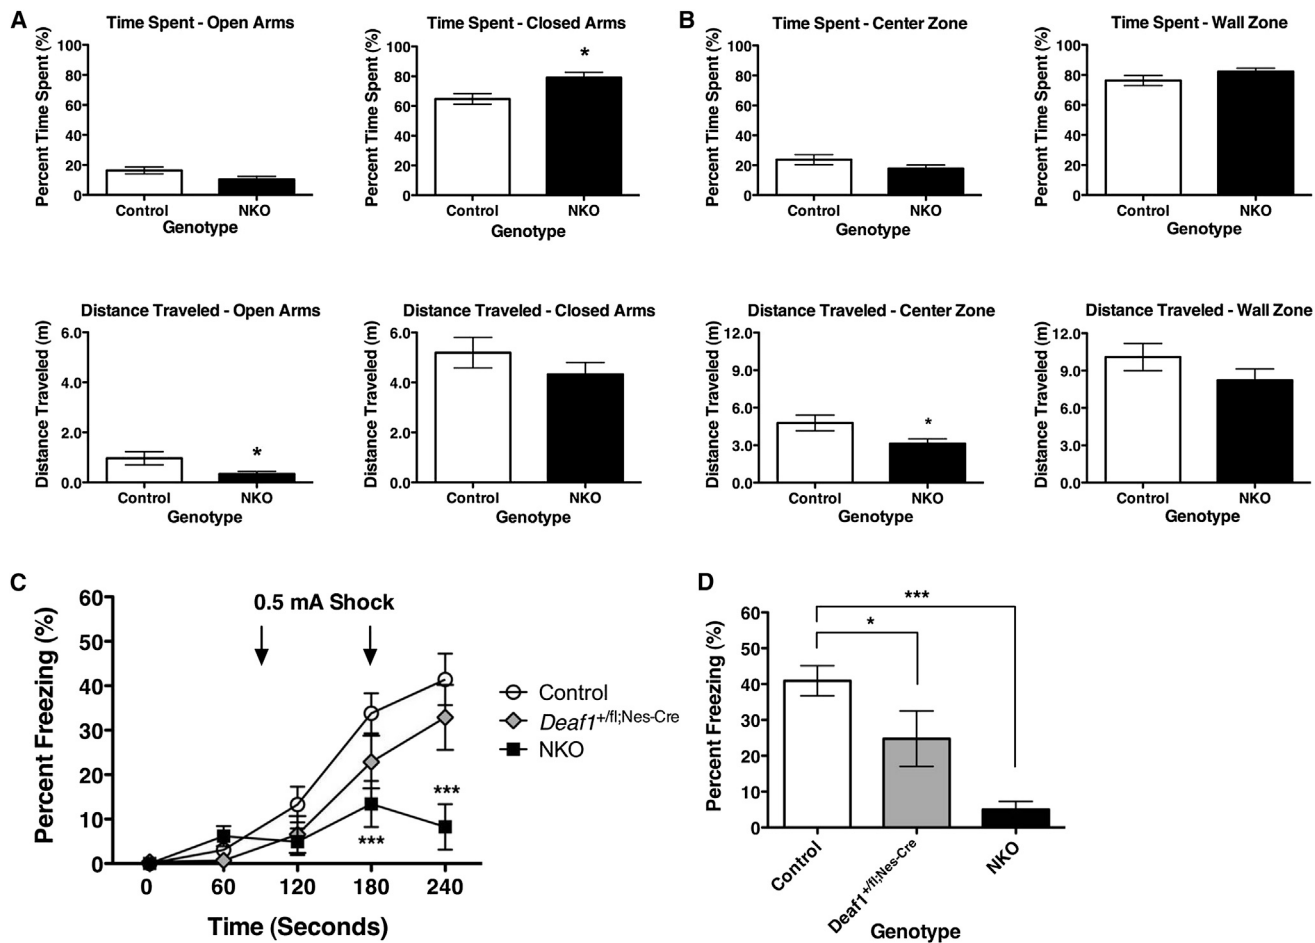 A
Time Spent - Open Arms
Percent Time Spent (%)
100
80
60
40
20
0
Control
NKO
Genotype
Time Spent - Closed Arms
*
Percent Time Spent (%)
100
80
60
40
20
0
Control
NKO
Genotype
B
Time Spent - Center Zone
Percent Time Spent (%)
100
80
60
40
20
0
Control
NKO
Genotype
Time Spent - Wall Zone
Percent Time Spent (%)
100
80
60
40
20
0
Control
NKO
Genotype
Distance Traveled - Open Arms
Distance Traveled (m)
6.0
4.0
2.0
0.0
*
Control
NKO
Genotype
Distance Traveled - Closed Arms
Distance Traveled (m)
6.0
4.0
2.0
0.0
Control
NKO
Genotype
Distance Traveled - Center Zone
Distance Traveled (m)
12.0
9.0
6.0
3.0
0.0
*
Control
NKO
Genotype
Distance Traveled - Wall Zone
Distance Traveled (m)
12.0
9.0
6.0
3.0
0.0
Control
NKO
Genotype
C
0.5 mA Shock
Percent Freezing (%)
60
50
40
30
20
10
0
***
***
0
60
120
180
240
Time (Seconds)
Control
Deaf1+/fl;Nes-Cre
NKO
D
***
*
Percent Freezing (%)
60
50
40
30
20
10
0
Control
Deaf1+/fl;Nes-Cre
NKO
Genotype